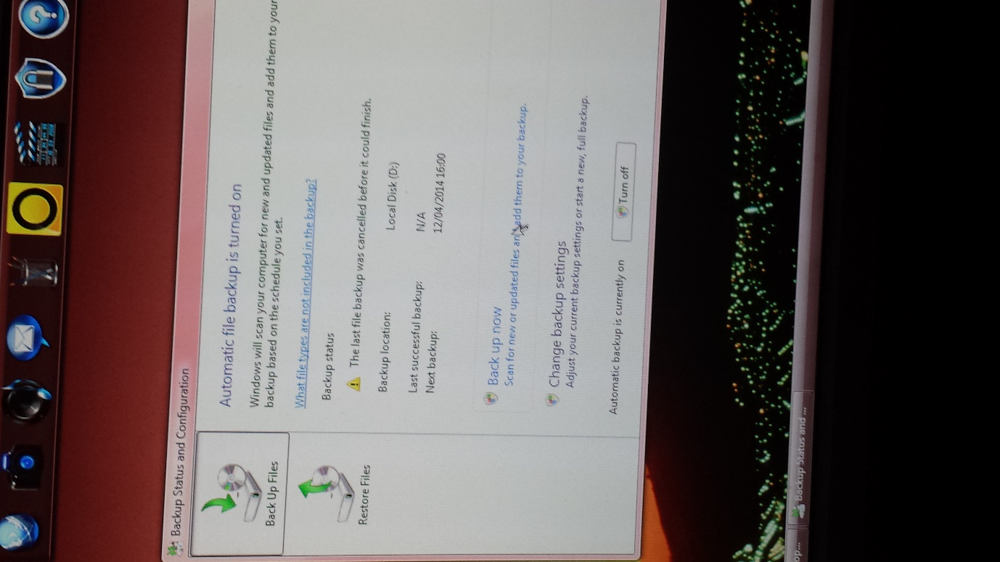 Backup Status and Configuration
Back Up Files
Restore Files
Automatic file backup is turned on
Windows will scan your computer for new and updated files and add them to your
backup based on the schedule you set.
What file types are not included in the backup?
Backup status
The last file backup was cancelled before it could finish.
Backup location: Local Disk (D:)
Last successful backup: N/A
Next backup: 12/04/2014 16:00
Back up now
Scan for new or updated files and add them to your backup.
Change backup settings
Adjust your current backup settings or start a new, full backup.
Automatic backup is currently on
Turn off
op...
Backup Status and ...